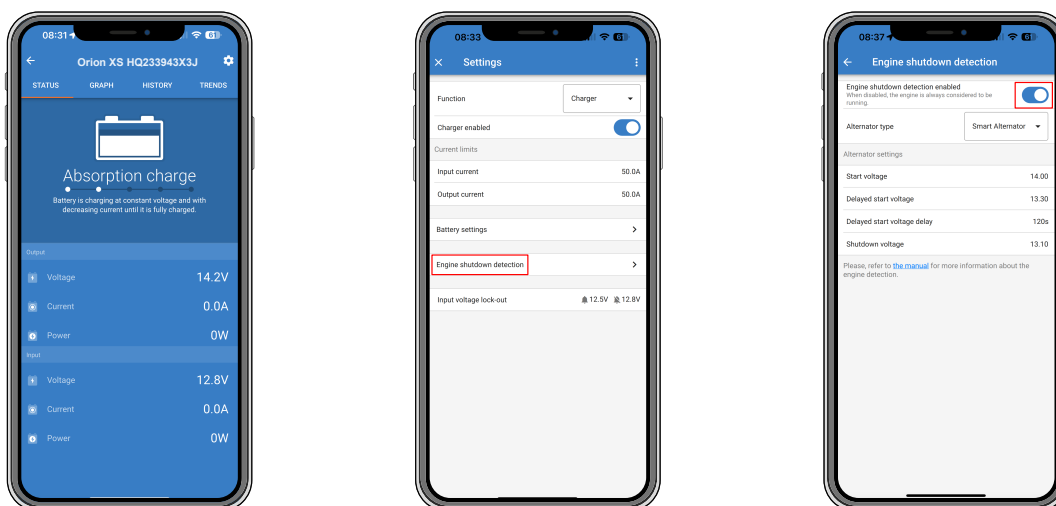 08:31
61
Orion XS HQ233943X3J
STATUS GRAPH HISTORY TRENDS
Absorption charge
Battery is charging at constant voltage and with
decreasing current until it is fully charged.
Output
Voltage 14.2V
Current 0.0A
Power 0W
Input
Voltage 12.8V
Current 0.0A
Power 0W
08:33
61
Settings
Function Charger
Charger enabled
Current limits
Input current 50.0A
Output current 50.0A
Battery settings
Engine shutdown detection
Input voltage lock-out 12.5V 12.8V
08:37
61
Engine shutdown detection
Engine shutdown detection enabled
When disabled, the engine is always considered to be
running.
Alternator type Smart Alternator
Alternator settings
Start voltage 14.00
Delayed start voltage 13.30
Delayed start voltage delay 120s
Shutdown voltage 13.10
Please, refer to the manual for more information about the
engine detection.